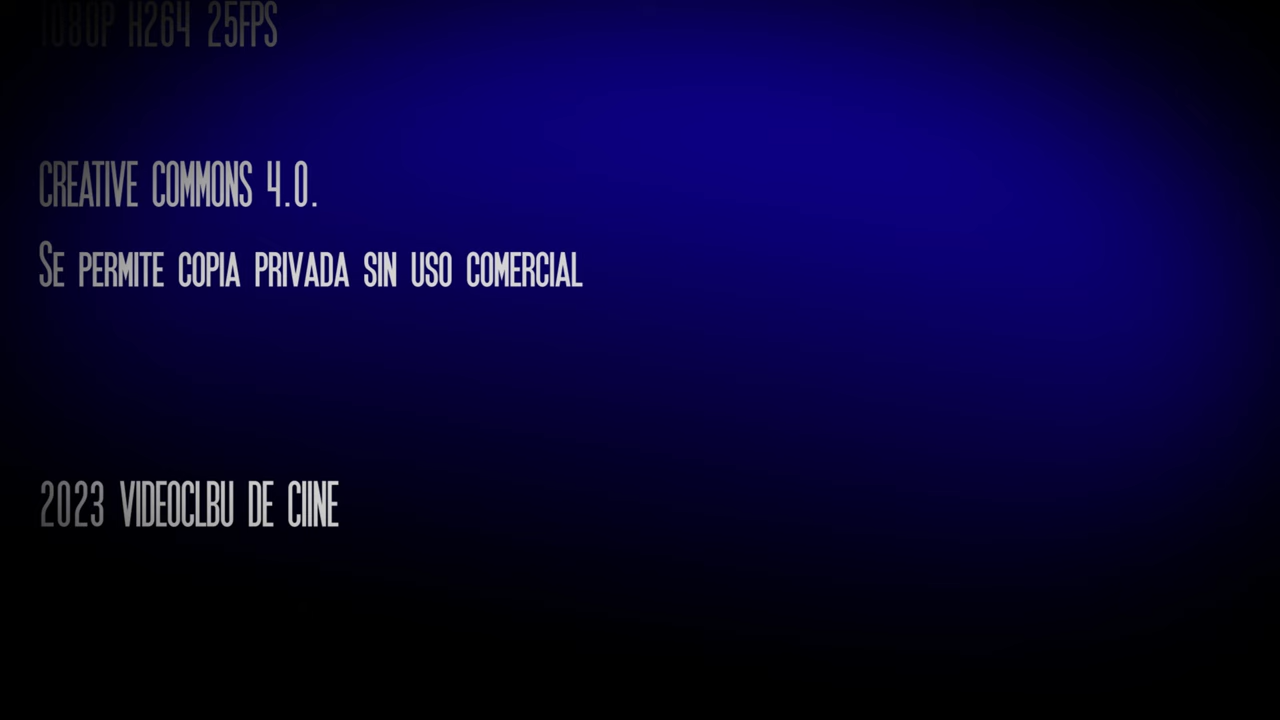 1080P H264 25FPS
CREATIVE COMMONS 4.0.
SE PERMITE COPIA PRIVADA SIN USO COMERCIAL
2023 VIDEOCLBU DE CIINE